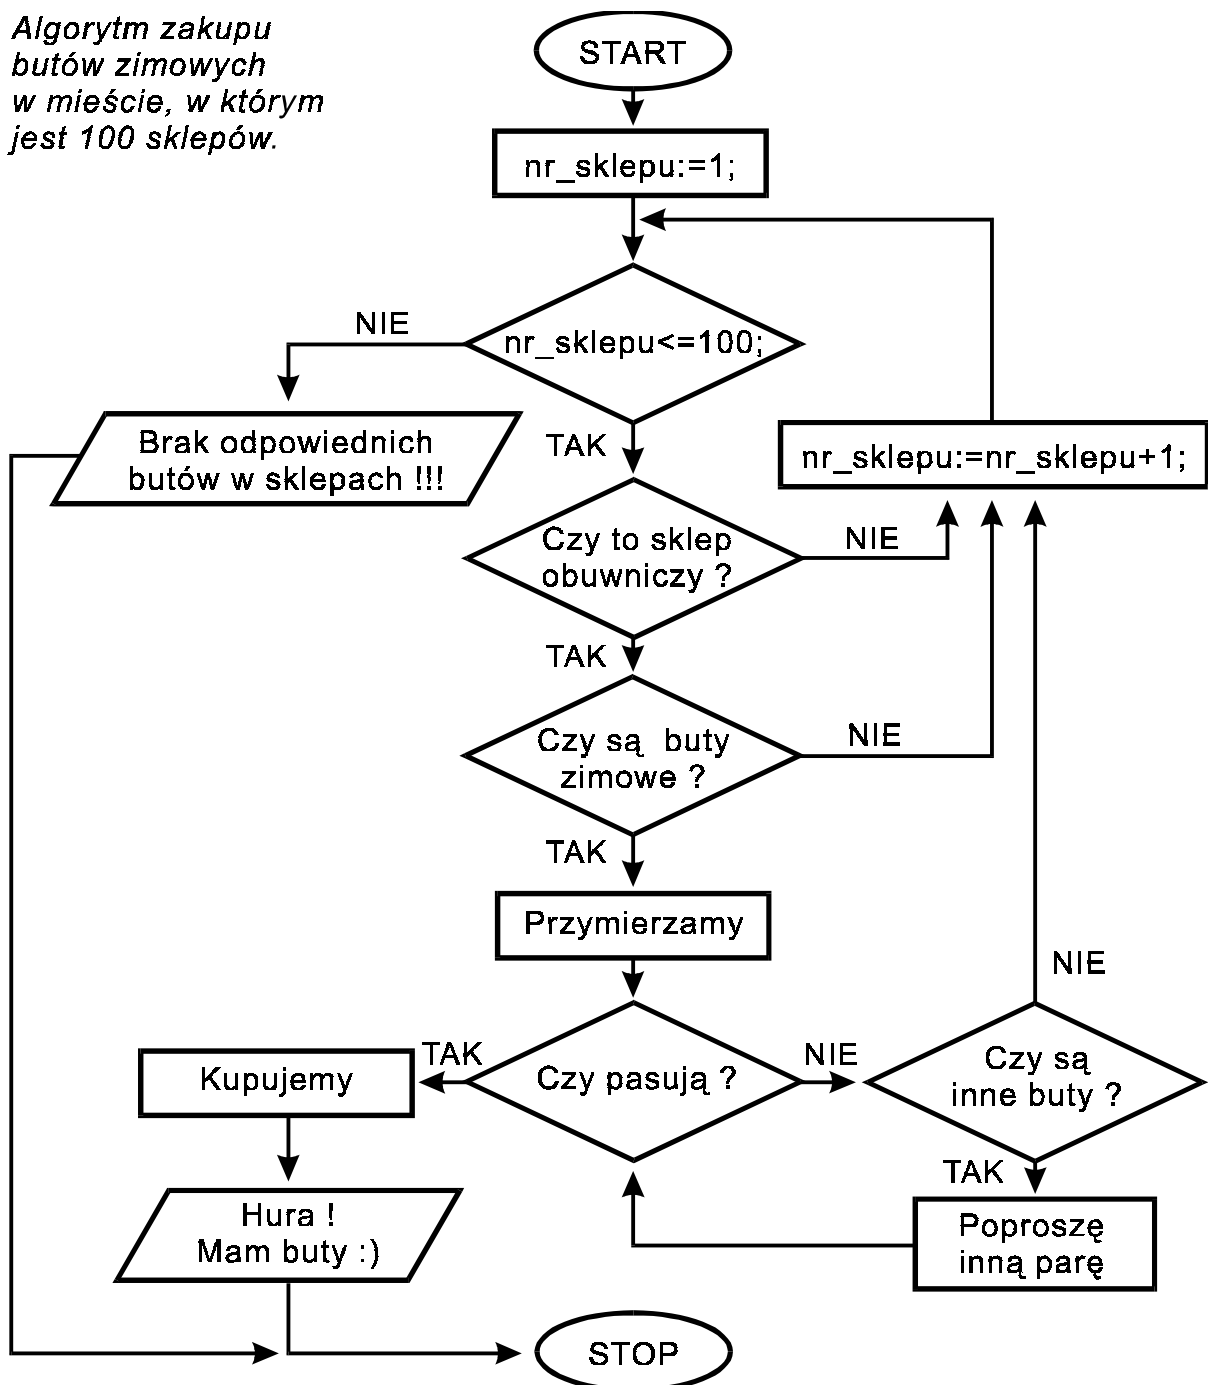 Algorytm zakupu
butów zimowych
w mieście, w którym
jest 100 sklepów.
START
nr_sklepu:=1;
nr_sklepu<=100;
NIE
TAK
Brak odpowiednich
butów w sklepach !!!
nr_sklepu:=nr_sklepu+1;
Czy to sklep
obuwniczy ?
NIE
TAK
Czy są  buty
zimowe ?
NIE
TAK
Przymierzamy
Czy pasują ?
TAK
NIE
Kupujemy
Czy są
inne buty ?
NIE
TAK
Poproszę
inną parę
Hura !
Mam buty :)
STOP